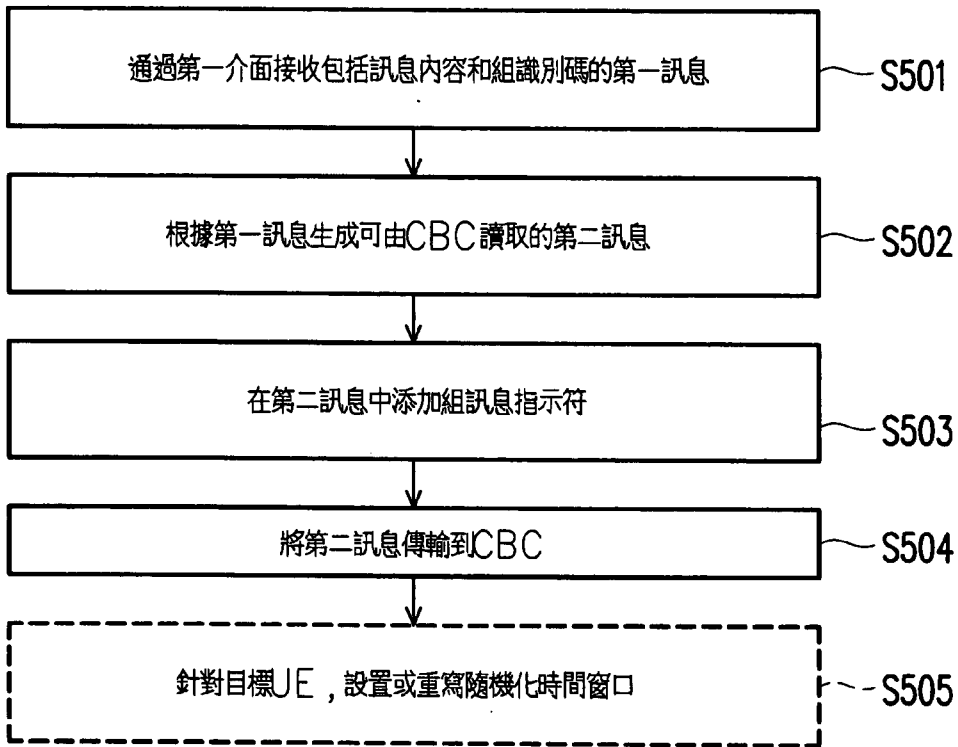 通過第一介面接收包括訊息內容和組識別碼的第一訊息
S501
根據第一訊息生成可由CBC讀取的第二訊息
S502
在第二訊息中添加組訊息指示符
S503
將第二訊息傳輸到CBC
S504
針對目標UE,設置或重寫隨機化時間窗口
S505